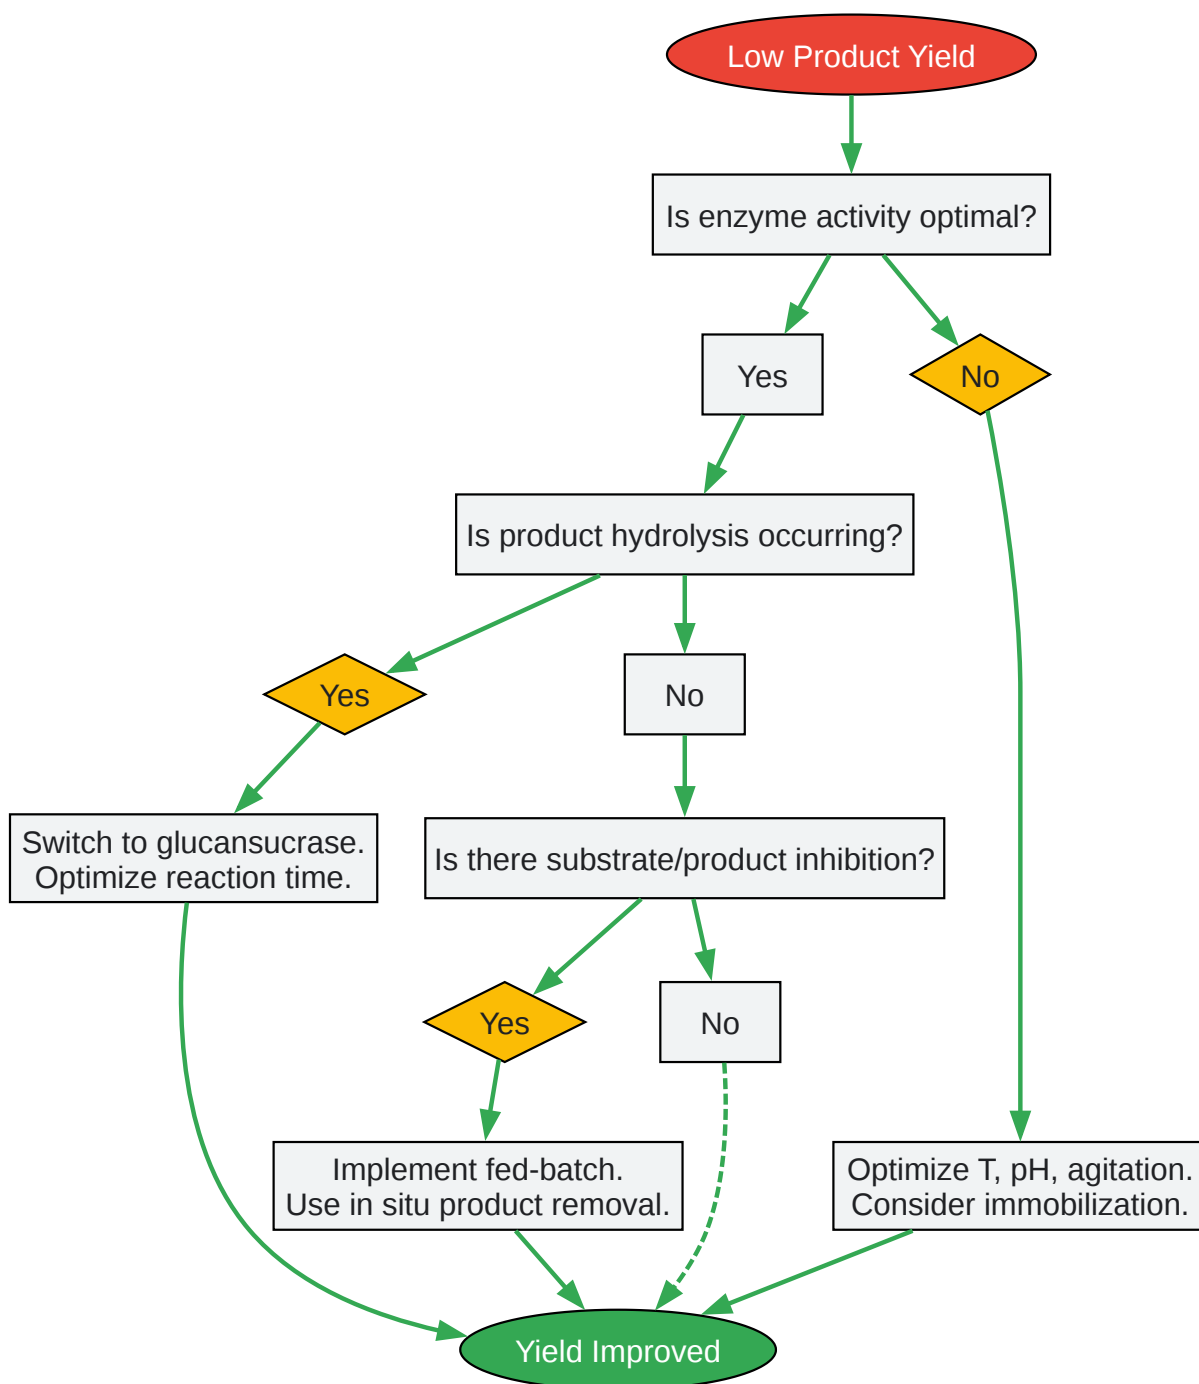 Low Product Yield
Is enzyme activity optimal?
Yes
No
Is product hydrolysis occurring?
Yes
No
Switch to glucansucrase.
Optimize reaction time.
Is there substrate/product inhibition?
Yes
No
Implement fed-batch.
Use in situ product removal.
Optimize T, pH, agitation.
Consider immobilization.
Yield Improved